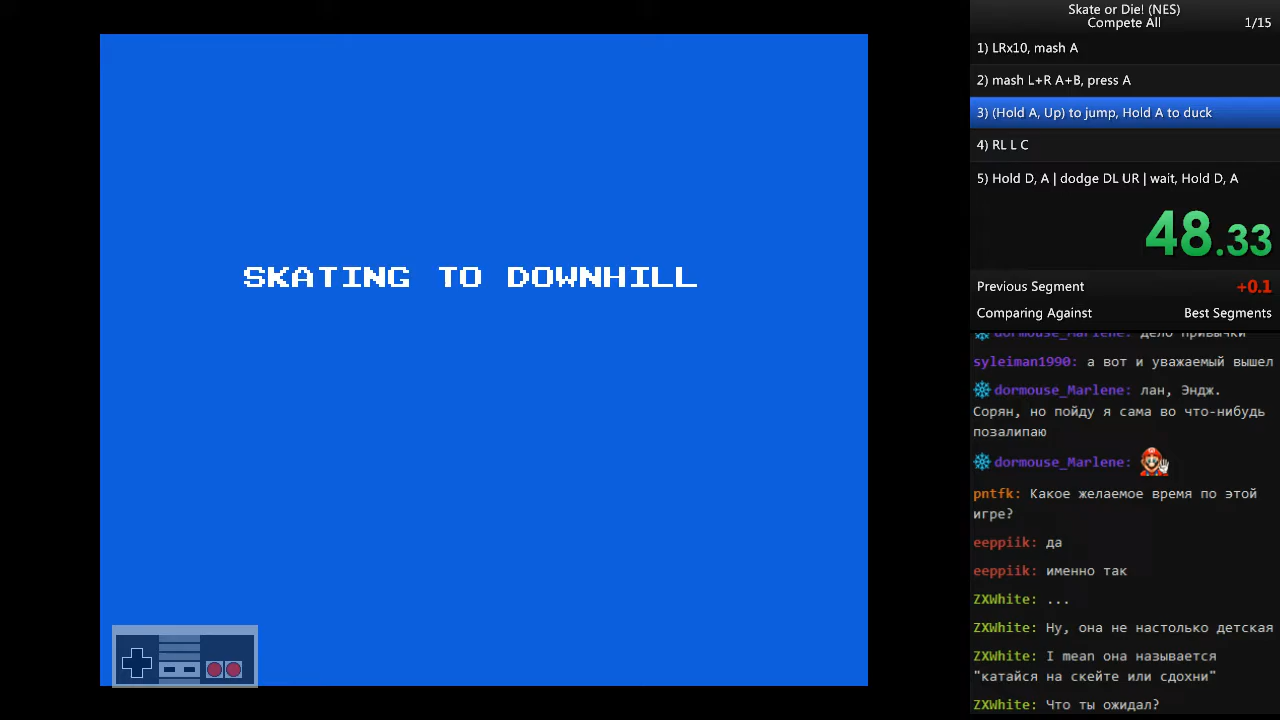 Skate or Die! (NES)
Compete All
1/15
1) LRx10, mash A
2) mash L+R A+B, press A
3) (Hold A, Up) to jump, Hold A to duck
4) RL L C
5) Hold D, A | dodge DL UR | wait, Hold D, A
48.33
Previous Segment +0.1
Comparing Against Best Segments
SKATING TO DOWNHILL
dormouse_Marlene: дело привычки
syleiman1990: а вот и уважаемый вышел
dormouse_Marlene: лан, Эндж.
Сорян, но пойду я сама во что-нибудь
позалипаю
dormouse_Marlene:
pntfk: Какое желаемое время по этой
игре?
eeppiik: да
eeppiik: именно так
ZXWhite: ...
ZXWhite: Ну, она не настолько детская
ZXWhite: I mean она называется
"катайся на скейте или сдохни"
ZXWhite: Что ты ожидал?